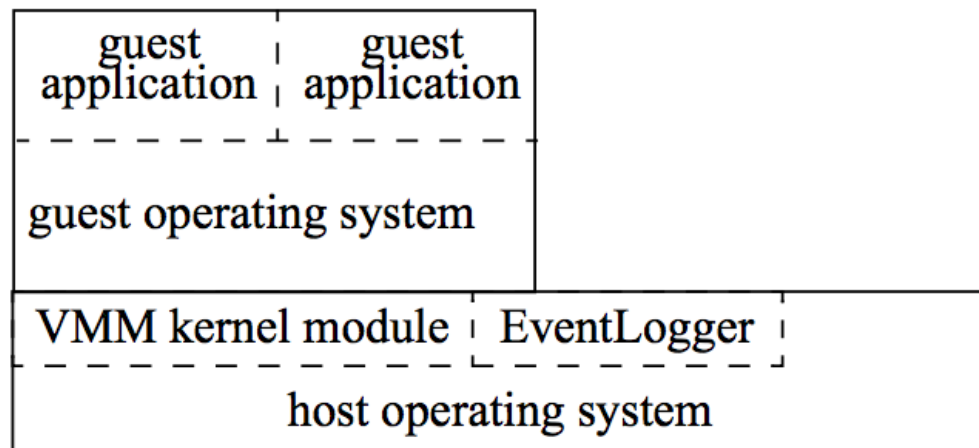 guest application
guest application
guest operating system
VMM kernel module
EventLogger
host operating system